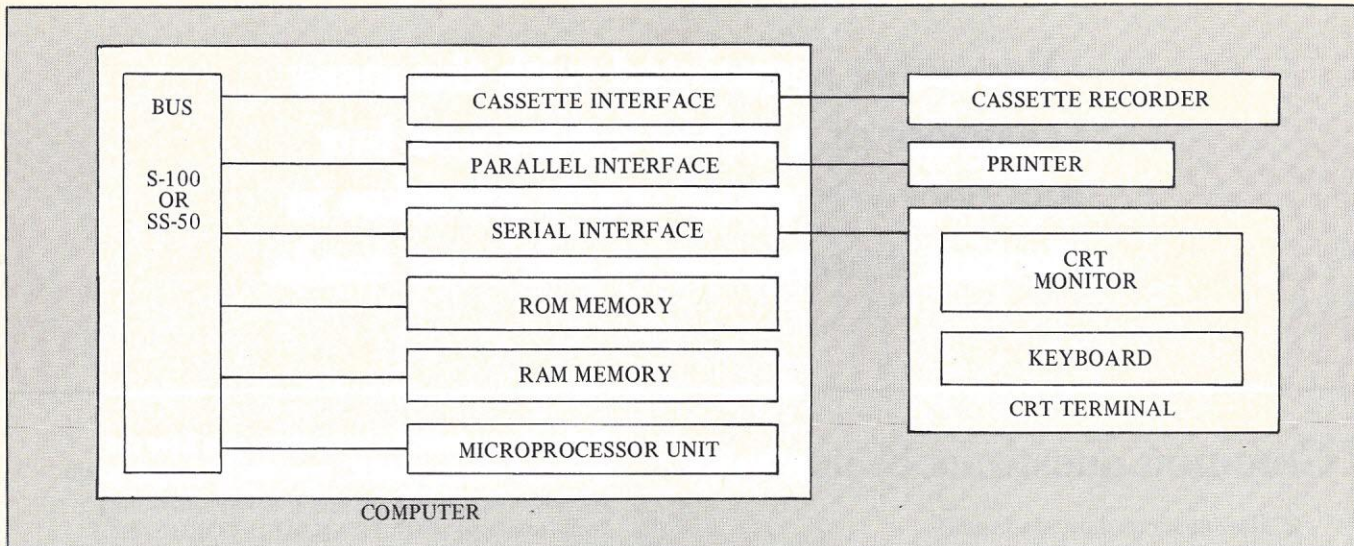 BUS
S-100
OR
SS-50
CASSETTE INTERFACE
PARALLEL INTERFACE
SERIAL INTERFACE
ROM MEMORY
RAM MEMORY
MICROPROCESSOR UNIT
COMPUTER
CASSETTE RECORDER
PRINTER
CRT
MONITOR
KEYBOARD
CRT TERMINAL